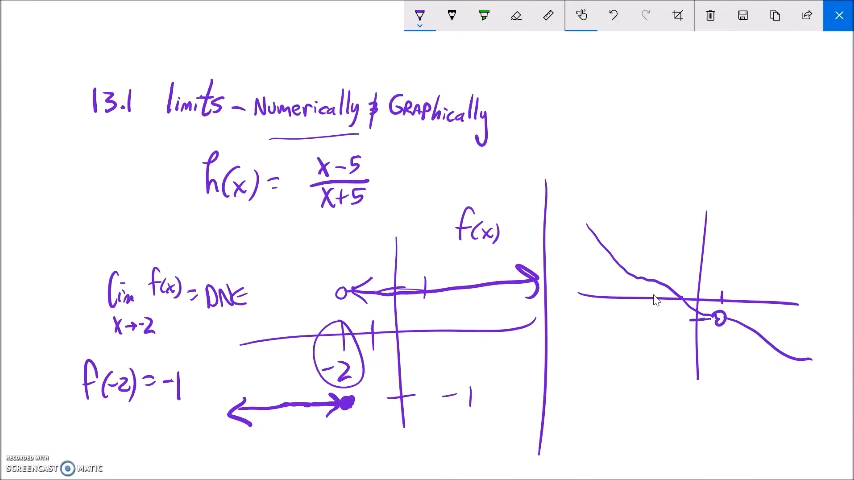 13.1 Limits - Numerically & Graphically
h(x) = x-5 / x+5
f(x)
lim f(x) = DNE
x→-2
-2
f(-2) = -1
-1
RECORDED WITH
SCREENCAST MATIC